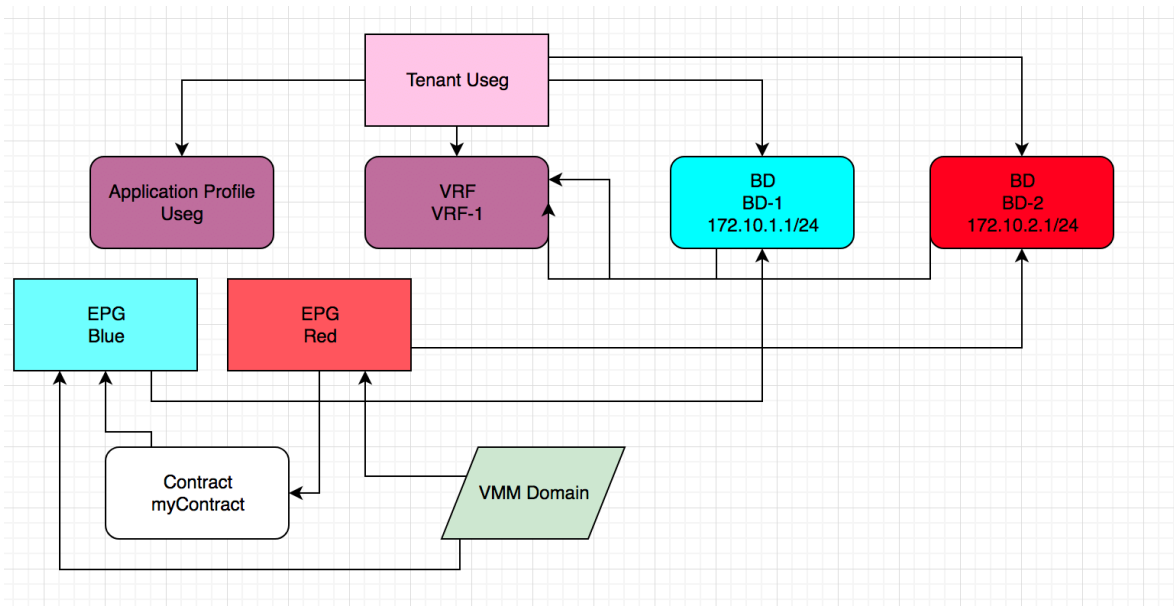 Tenant Useg
Application Profile
Useg
VRF
VRF-1
BD
BD-1
172.10.1.1/24
BD
BD-2
172.10.2.1/24
EPG
Blue
EPG
Red
Contract
myContract
VMM Domain